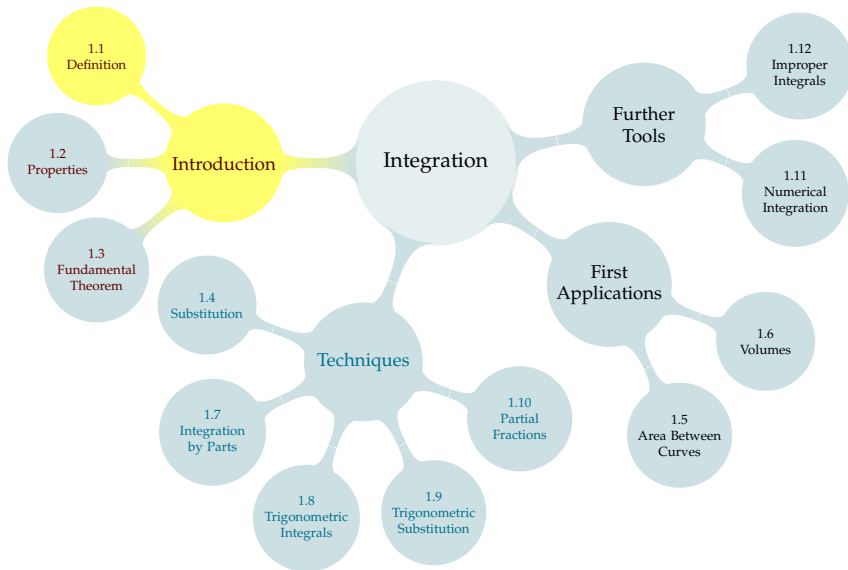 1.1
Definition
1.2
Properties
Introduction
1.3
Fundamental
Theorem
Integration
Further
Tools
1.12
Improper
Integrals
1.11
Numerical
Integration
First
Applications
1.6
Volumes
1.5
Area Between
Curves
Techniques
1.4
Substitution
1.7
Integration
by Parts
1.8
Trigonometric
Integrals
1.9
Trigonometric
Substitution
1.10
Partial
Fractions